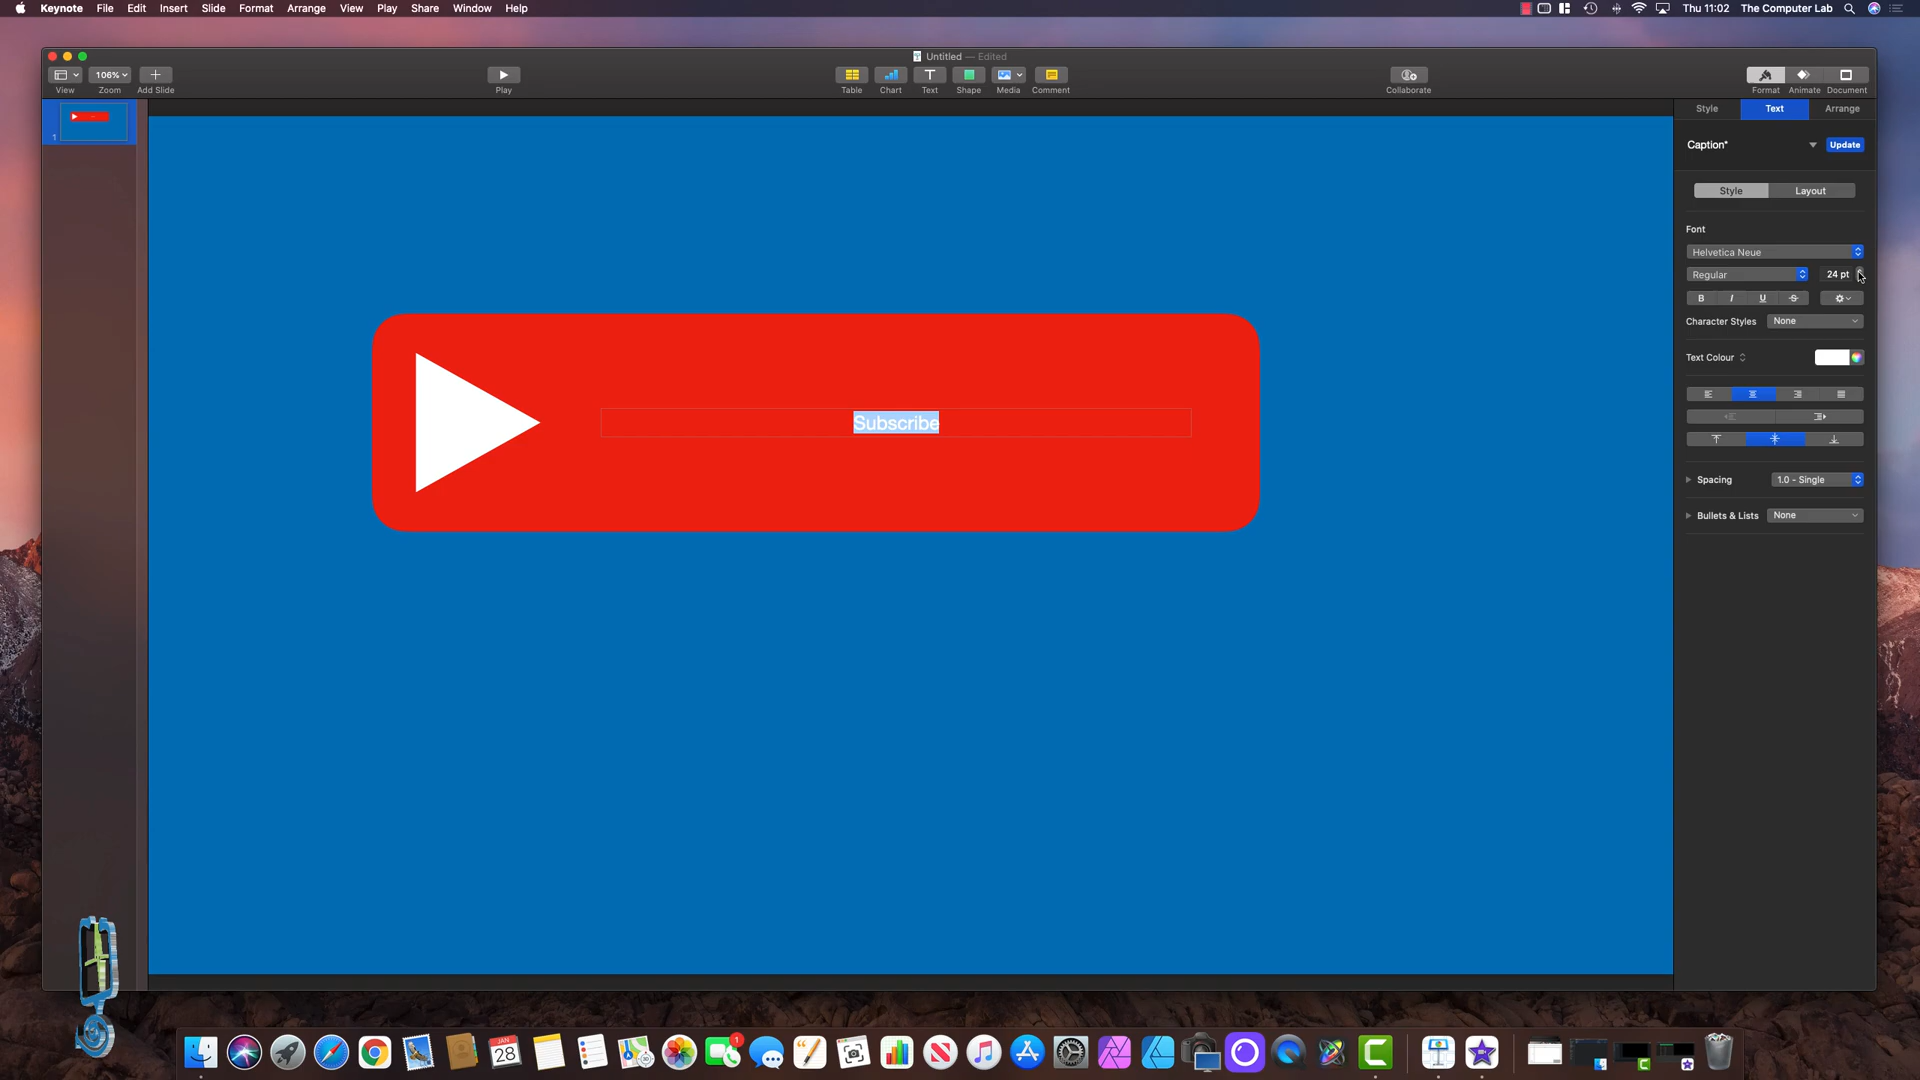 Keynote File Edit Insert Slide Format Arrange View Play Share Window Help Thu 11:02 The Computer Lab
Untitled — Edited
106%
View Zoom Add Slide Play Table Chart Text Shape Media Comment Collaborate Format Animate Document
Style Text Arrange
1
Caption* Update
Style Layout
Font
Helvetica Neue
Regular 24 pt
B I U S
Character Styles None
Text Colour
Subscribe
Spacing 1.0 - Single
Bullets & Lists None
1
JAN
28